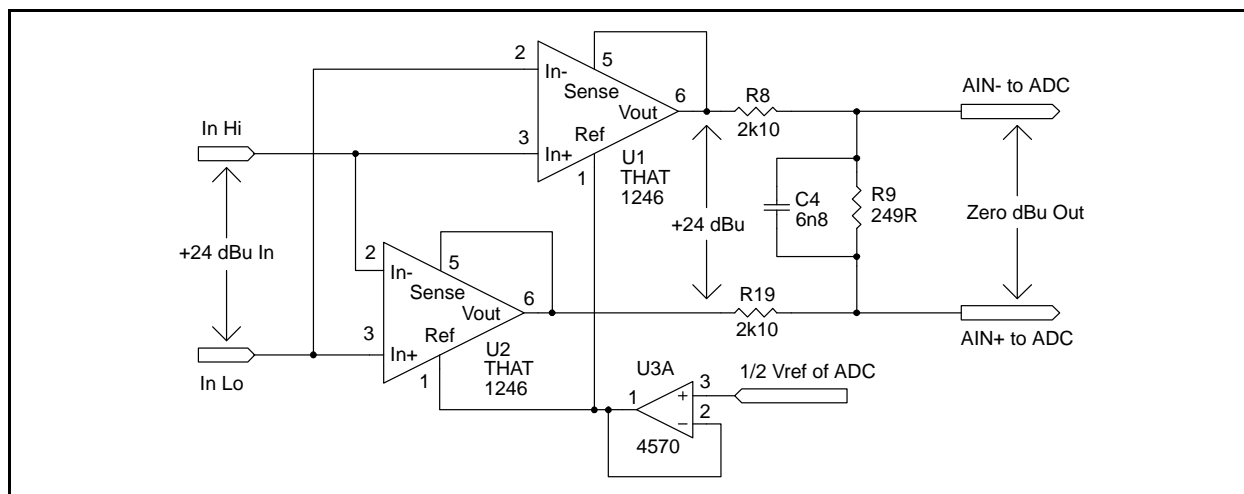 In Hi
+24 dBu In
In Lo
2
In-
3
In+
5
Sense
Vout
6
Ref
1
U1
THAT
1246
2
In-
3
In+
5
Sense
Vout
6
Ref
1
U2
THAT
1246
+24 dBu
R8
2k10
C4
6n8
R9
249R
R19
2k10
AIN- to ADC
Zero dBu Out
AIN+ to ADC
U3A
1
3
+
2
−
4570
1/2 Vref of ADC